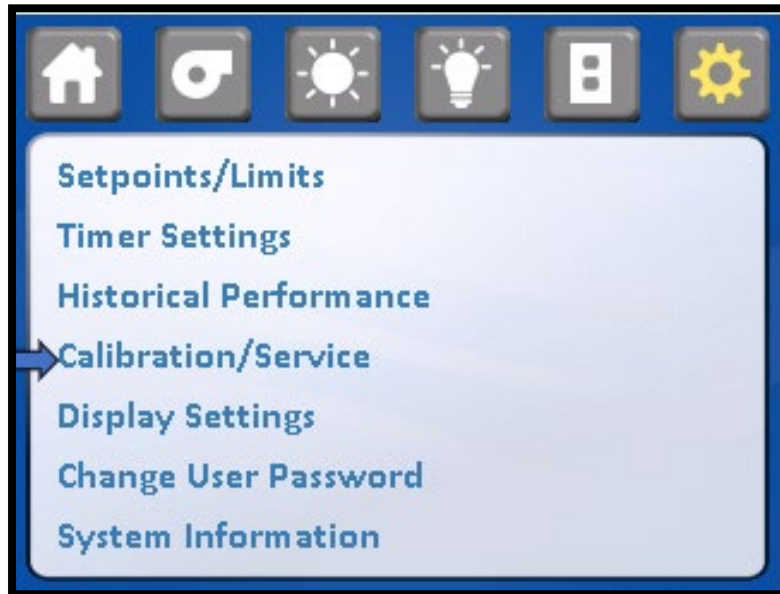 Setpoints/Limits
Timer Settings
Historical Performance
Calibration/Service
Display Settings
Change User Password
System Information